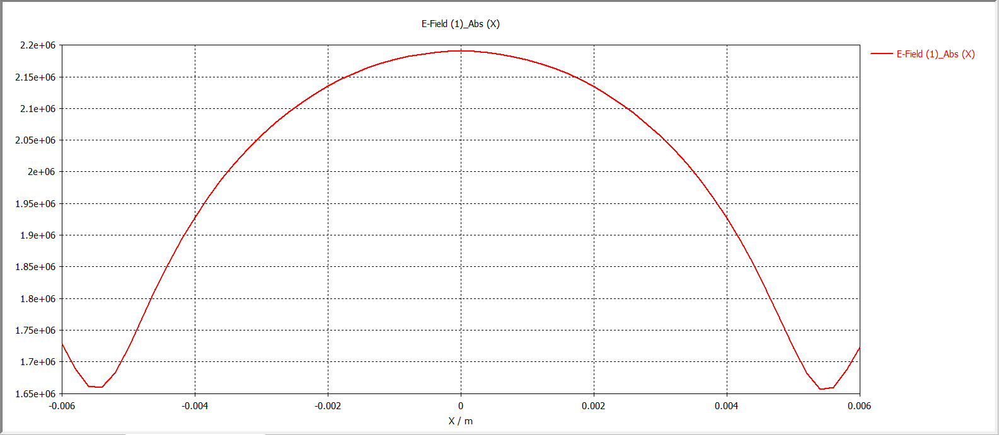 E-Field (1)_Abs (X)
E-Field (1)_Abs (X)
2.2e+06
2.15e+06
2.1e+06
2.05e+06
2e+06
1.95e+06
1.9e+06
1.85e+06
1.8e+06
1.75e+06
1.7e+06
1.65e+06
-0.006 -0.004 -0.002 0 0.002 0.004 0.006
X / m